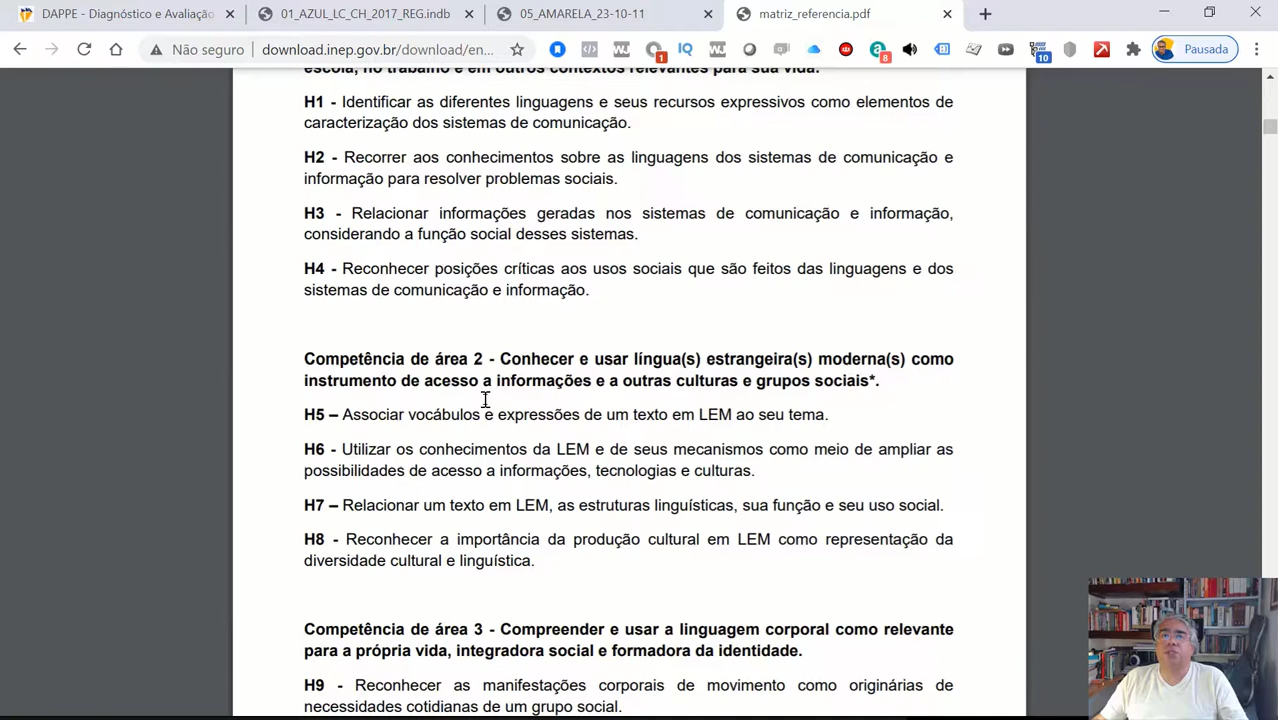 DAPPE - Diagnóstico e Avaliação
01_AZUL_LC_CH_2017_REG.indb
05_AMARELA_23-10-11
matriz_referencia.pdf
Não seguro
download.inep.gov.br/download/en...
1
8
10
Pausada
escola, no trabalho e em outros contextos relevantes para sua vida.
H1 - Identificar as diferentes linguagens e seus recursos expressivos como elementos de
caracterização dos sistemas de comunicação.
H2 - Recorrer aos conhecimentos sobre as linguagens dos sistemas de comunicação e
informação para resolver problemas sociais.
H3 - Relacionar informações geradas nos sistemas de comunicação e informação,
considerando a função social desses sistemas.
H4 - Reconhecer posições críticas aos usos sociais que são feitos das linguagens e dos
sistemas de comunicação e informação.
Competência de área 2 - Conhecer e usar língua(s) estrangeira(s) moderna(s) como
instrumento de acesso a informações e a outras culturas e grupos sociais*.
H5 – Associar vocábulos e expressões de um texto em LEM ao seu tema.
H6 - Utilizar os conhecimentos da LEM e de seus mecanismos como meio de ampliar as
possibilidades de acesso a informações, tecnologias e culturas.
H7 – Relacionar um texto em LEM, as estruturas linguísticas, sua função e seu uso social.
H8 - Reconhecer a importância da produção cultural em LEM como representação da
diversidade cultural e linguística.
Competência de área 3 - Compreender e usar a linguagem corporal como relevante
para a própria vida, integradora social e formadora da identidade.
H9 - Reconhecer as manifestações corporais de movimento como originárias de
necessidades cotidianas de um grupo social.